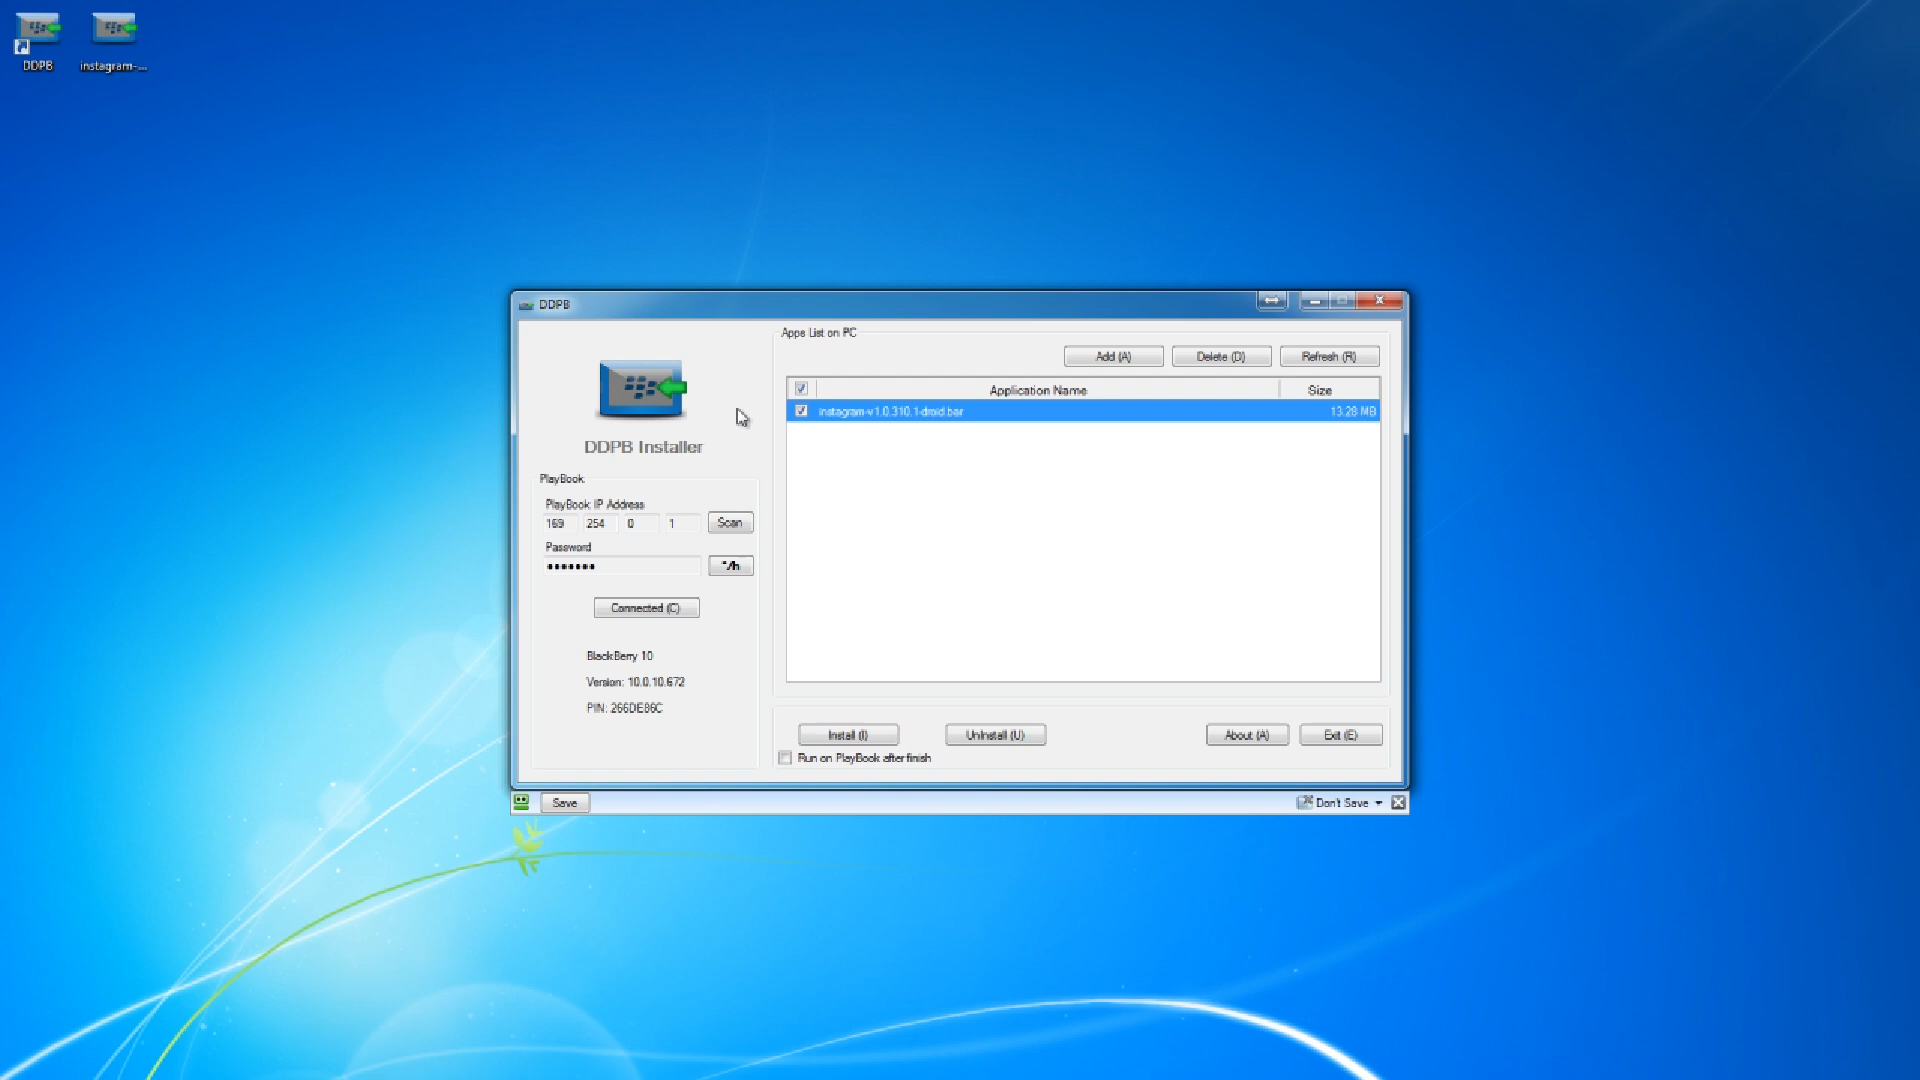 DDPB
instagram-...
DDPB
Apps List on PC
Add (A)
Delete (D)
Refresh (R)
Application Name
Size
instagram-v1.0.310.1-droid.bar
13.28 MB
DDPB Installer
PlayBook
PlayBook IP Address
169 254 0 1
Scan
Password
•••••••
*/h
Connected (C)
BlackBerry 10
Version: 10.0.10.672
PIN: 266DE86C
Install (I)
UnInstall (U)
About (A)
Exit (E)
Run on PlayBook after finish
Save
Don't Save